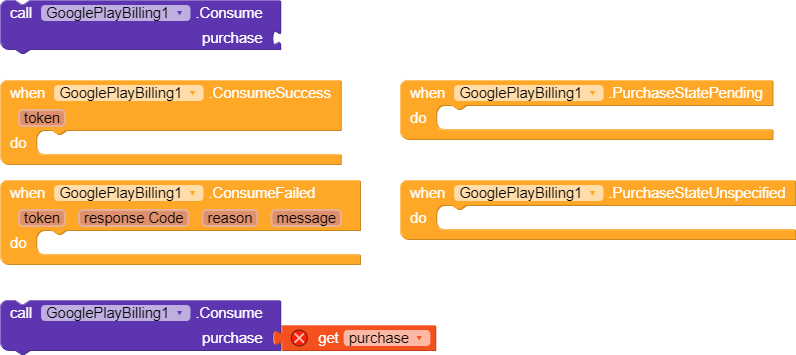 call GooglePlayBilling1 .Consume
purchase
when GooglePlayBilling1 .ConsumeSuccess
token
do
when GooglePlayBilling1 .PurchaseStatePending
do
when GooglePlayBilling1 .ConsumeFailed
token response Code reason message
do
when GooglePlayBilling1 .PurchaseStateUnspecified
do
call GooglePlayBilling1 .Consume
purchase get purchase